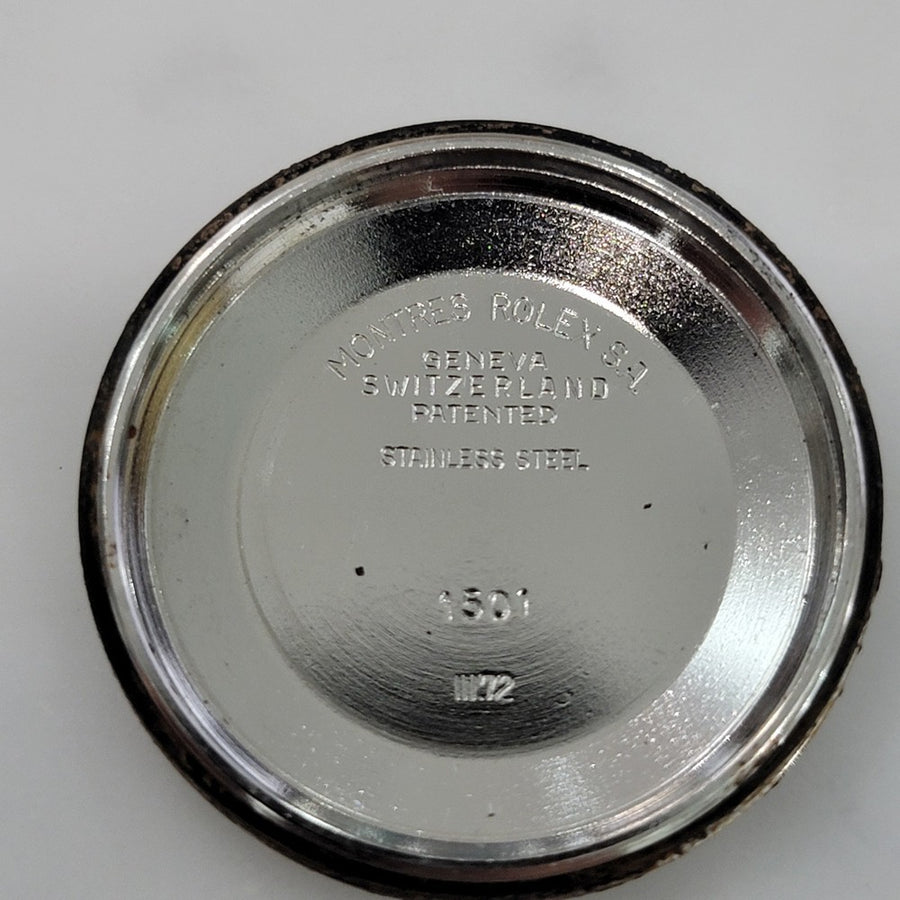 MONTRES ROLEX S.A
GENEVA
SWITZERLAND
PATENTED
STAINLESS STEEL
1501
III.72